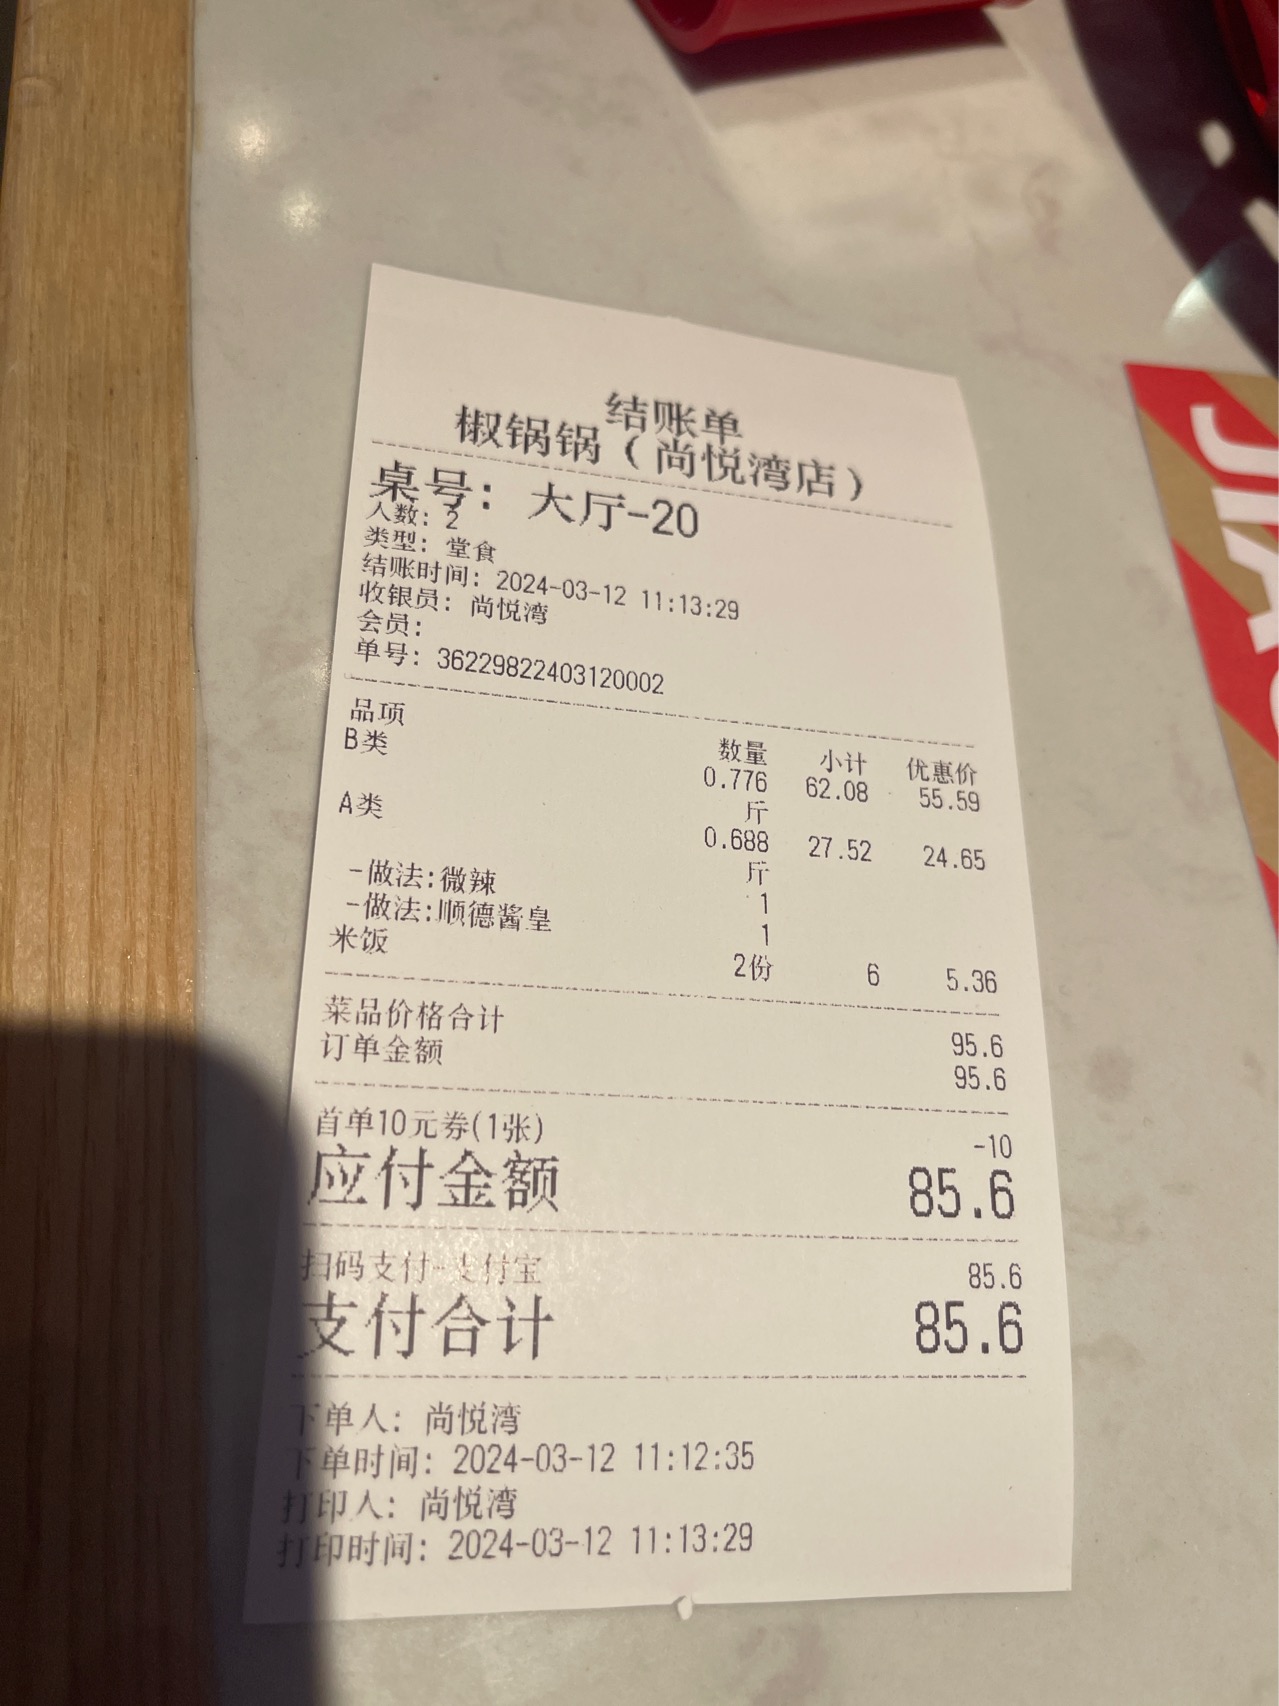 结账单
椒锅锅（尚悦湾店）
桌号：大厅-20
人数：2
类型：堂食
结账时间：2024-03-12 11:13:29
收银员：尚悦湾
会员：
单号：36229822403120002
品项 数量 小计 优惠价
B类 0.776 62.08 55.59
斤
A类 0.688 27.52 24.65
斤
-做法:微辣 1
-做法:顺德酱皇 1
米饭 2份 6 5.36
菜品价格合计 95.6
订单金额 95.6
首单10元券(1张) -10
应付金额 85.6
扫码支付-支付宝 85.6
支付合计 85.6
下单人：尚悦湾
下单时间：2024-03-12 11:12:35
打印人：尚悦湾
打印时间：2024-03-12 11:13:29